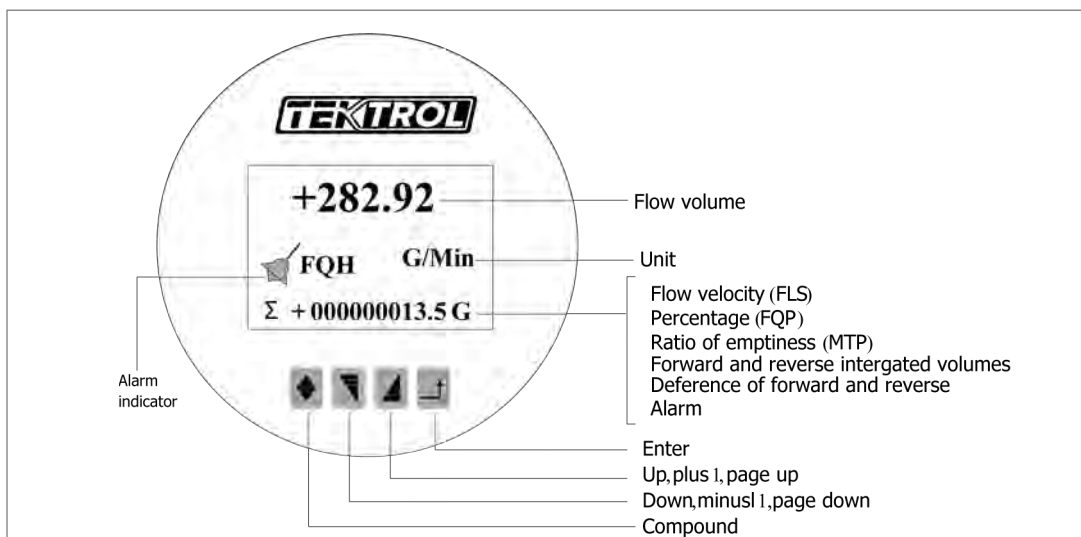 TEKTROL
+282.92
Flow volume
FQH G/Min
Unit
Σ +000000013.5 G
Flow velocity (FLS)
Percentage (FQP)
Ratio of emptiness (MTP)
Forward and reverse intergated volumes
Deference of forward and reverse
Alarm
Alarm
indicator
Enter
Up,plus 1,page up
Down,minusl 1,page down
Compound